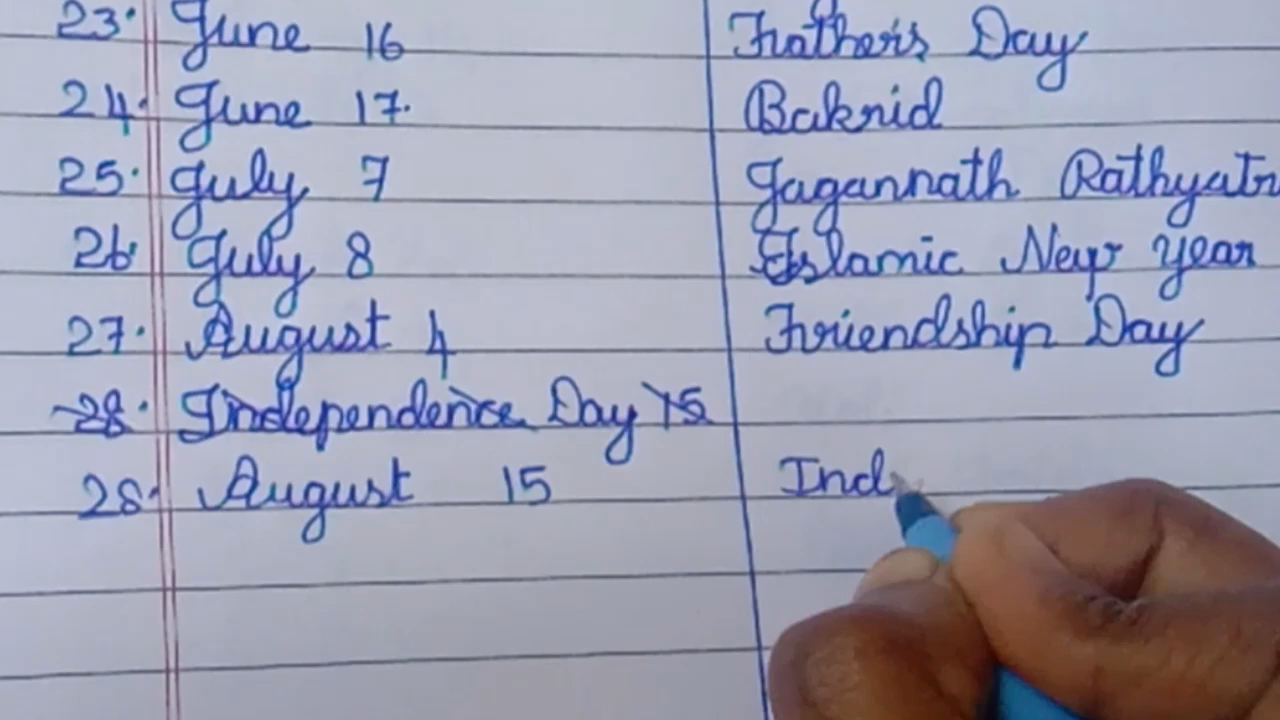 23. June 16 Father's Day
24. June 17. Bakrid
25. July 7 Jagannath Rathyatr
26. July 8 Islamic New Year
27. August 4 Friendship Day
28. Independence Day 15
28. August 15 Ind